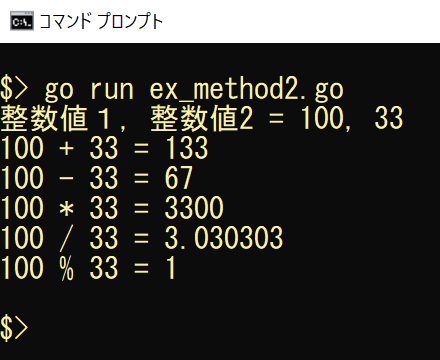 コマンド プロンプト
$> go run ex_method2.go
整数値１, 整数値2 = 100, 33
100 + 33 = 133
100 - 33 = 67
100 * 33 = 3300
100 / 33 = 3.030303
100 % 33 = 1
$>